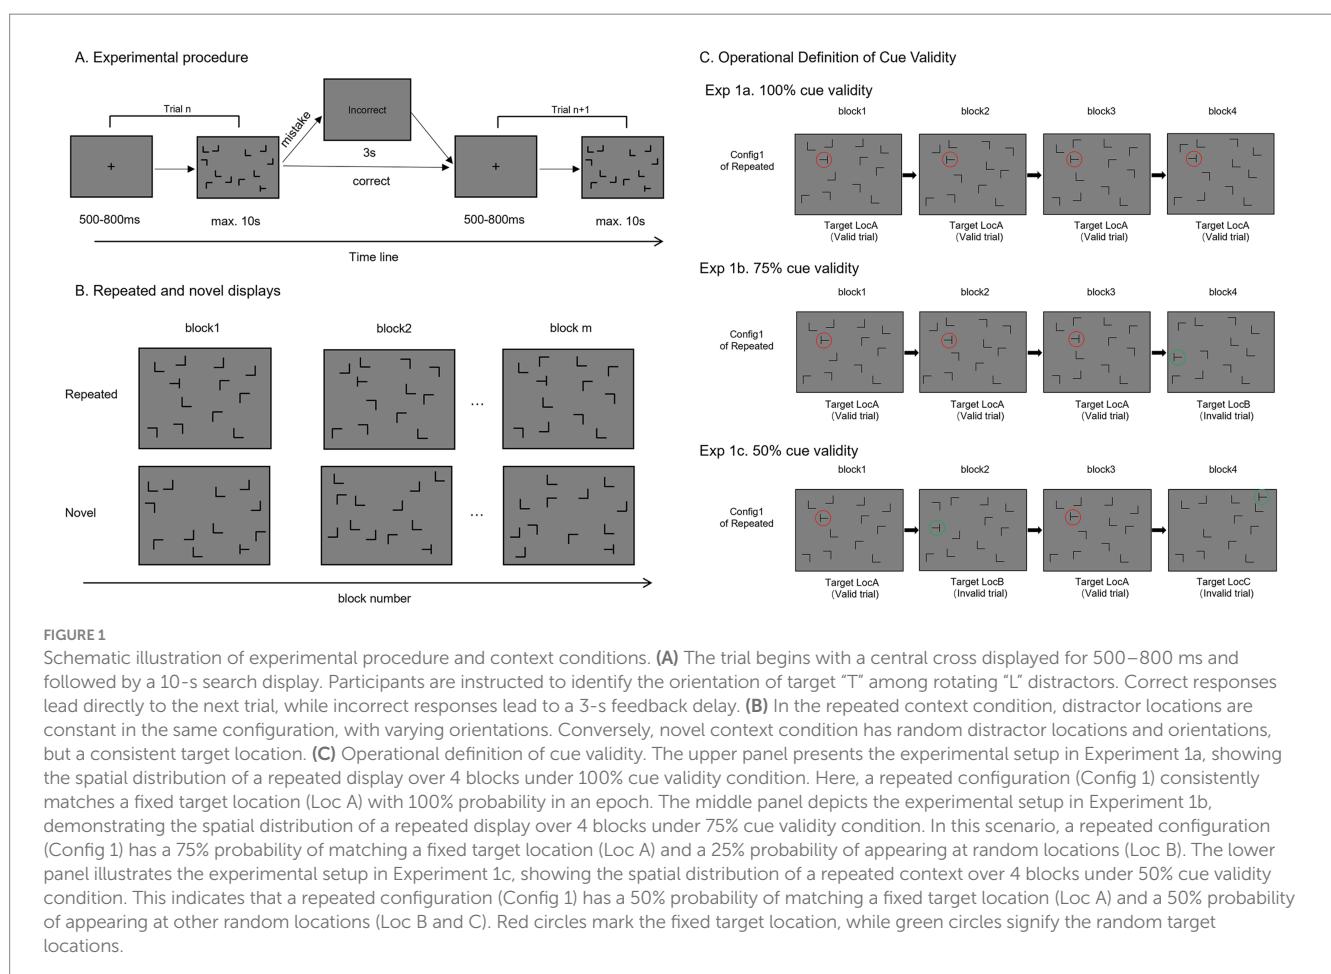 A. Experimental procedure
Trial n
mistake
Incorrect
3s
correct
Trial n+1
500-800ms
max. 10s
500-800ms
max. 10s
Time line
B. Repeated and novel displays
block1
block2
block m
Repeated
...
Novel
...
block number
C. Operational Definition of Cue Validity
Exp 1a. 100% cue validity
block1
block2
block3
block4
Config1
of Repeated
Target LocA
(Valid trial)
Target LocA
(Valid trial)
Target LocA
(Valid trial)
Target LocA
(Valid trial)
Exp 1b. 75% cue validity
block1
block2
block3
block4
Config1
of Repeated
Target LocA
(Valid trial)
Target LocA
(Valid trial)
Target LocA
(Valid trial)
Target LocB
(Invalid trial)
Exp 1c. 50% cue validity
block1
block2
block3
block4
Config1
of Repeated
Target LocA
(Valid trial)
Target LocB
(Invalid trial)
Target LocA
(Valid trial)
Target LocC
(Invalid trial)
FIGURE 1
Schematic illustration of experimental procedure and context conditions. (A) The trial begins with a central cross displayed for 500–800 ms and
followed by a 10-s search display. Participants are instructed to identify the orientation of target “T” among rotating “L” distractors. Correct responses
lead directly to the next trial, while incorrect responses lead to a 3-s feedback delay. (B) In the repeated context condition, distractor locations are
constant in the same configuration, with varying orientations. Conversely, novel context condition has random distractor locations and orientations,
but a consistent target location. (C) Operational definition of cue validity. The upper panel presents the experimental setup in Experiment 1a, showing
the spatial distribution of a repeated display over 4 blocks under 100% cue validity condition. Here, a repeated configuration (Config 1) consistently
matches a fixed target location (Loc A) with 100% probability in an epoch. The middle panel depicts the experimental setup in Experiment 1b,
demonstrating the spatial distribution of a repeated display over 4 blocks under 75% cue validity condition. In this scenario, a repeated configuration
(Config 1) has a 75% probability of matching a fixed target location (Loc A) and a 25% probability of appearing at random locations (Loc B). The lower
panel illustrates the experimental setup in Experiment 1c, showing the spatial distribution of a repeated context over 4 blocks under 50% cue validity
condition. This indicates that a repeated configuration (Config 1) has a 50% probability of matching a fixed target location (Loc A) and a 50% probability
of appearing at other random locations (Loc B and C). Red circles mark the fixed target location, while green circles signify the random target
locations.